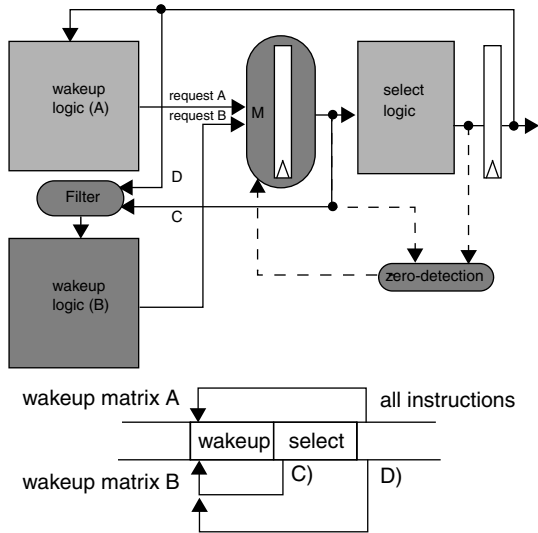 wakeup
logic (A)
request A
request B
M
select
logic
D
Filter
C
wakeup
logic (B)
zero-detection
wakeup matrix A
all instructions
wakeup
select
wakeup matrix B
C)
D)